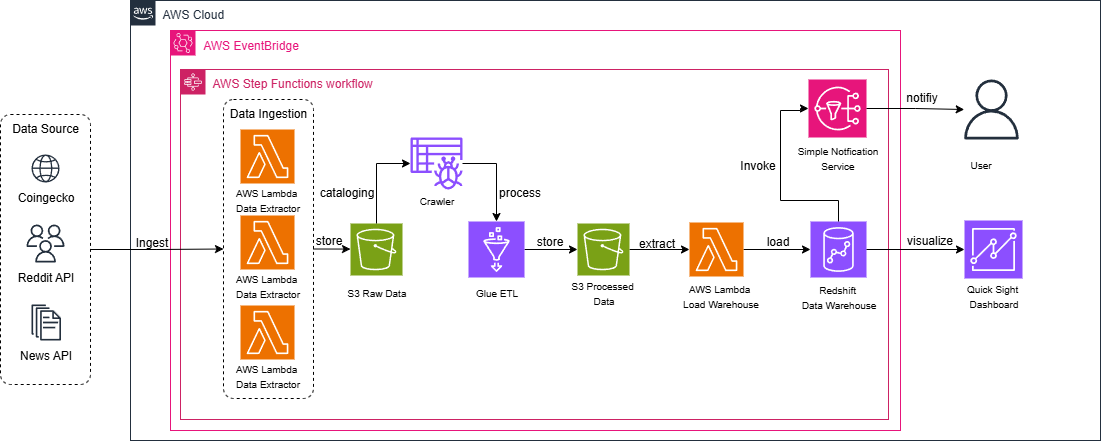 aws
AWS Cloud
AWS EventBridge
AWS Step Functions workflow
Data Source
Coingecko
Reddit API
News API
Ingest
Data Ingestion
AWS Lambda
Data Extractor
AWS Lambda
Data Extractor
AWS Lambda
Data Extractor
store
S3 Raw Data
cataloging
Crawler
process
Glue ETL
store
S3 Processed
Data
extract
AWS Lambda
Load Warehouse
load
Redshift
Data Warehouse
Invoke
Simple Notfication
Service
notifiy
User
visualize
Quick Sight
Dashboard